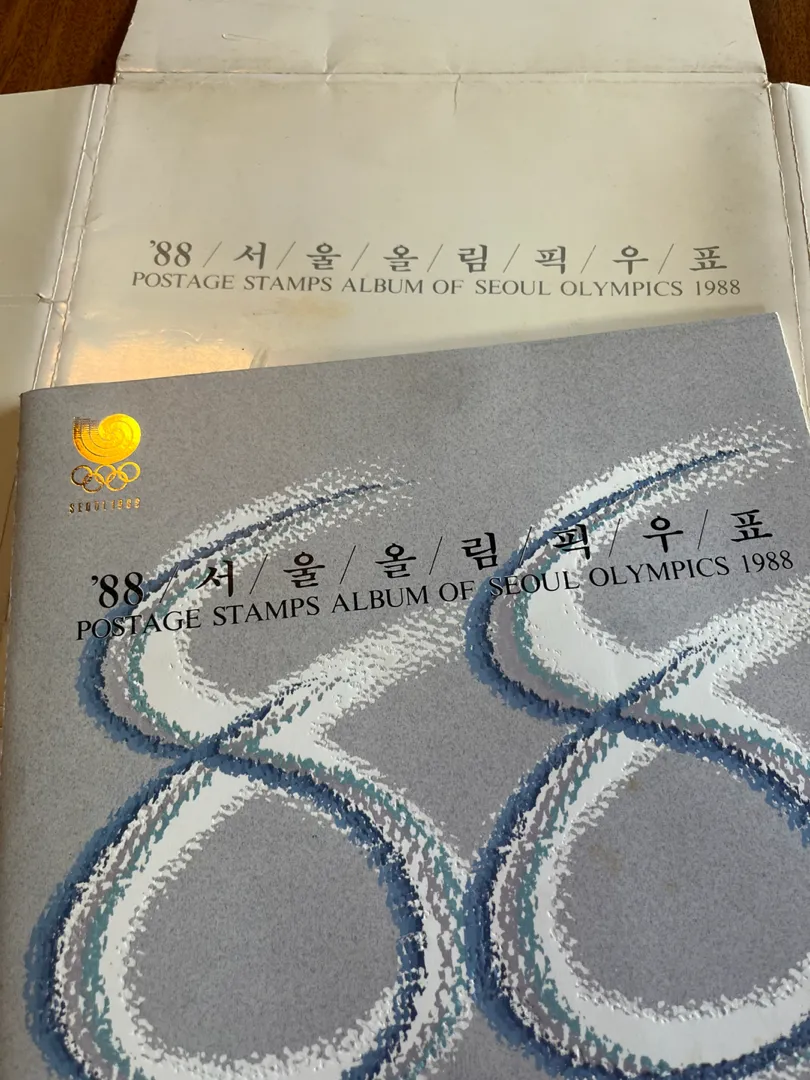 '88 / 서 / 울 / 올 / 림 / 픽 / 우 / 표
POSTAGE STAMPS ALBUM OF SEOUL OLYMPICS 1988
SEOUL 1988
'88 / 서 / 울 / 올 / 림 / 픽 / 우 / 표
POSTAGE STAMPS ALBUM OF SEOUL OLYMPICS 1988
88